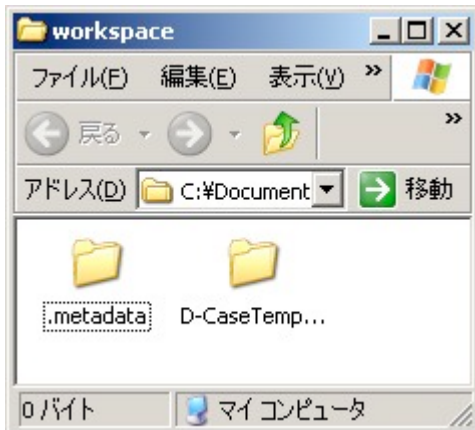 workspace
ファイル(F) 編集(E) 表示(V) »
戻る »
アドレス(D) C:¥Document 移動
.metadata D-CaseTemp...
0 バイト マイ コンピュータ